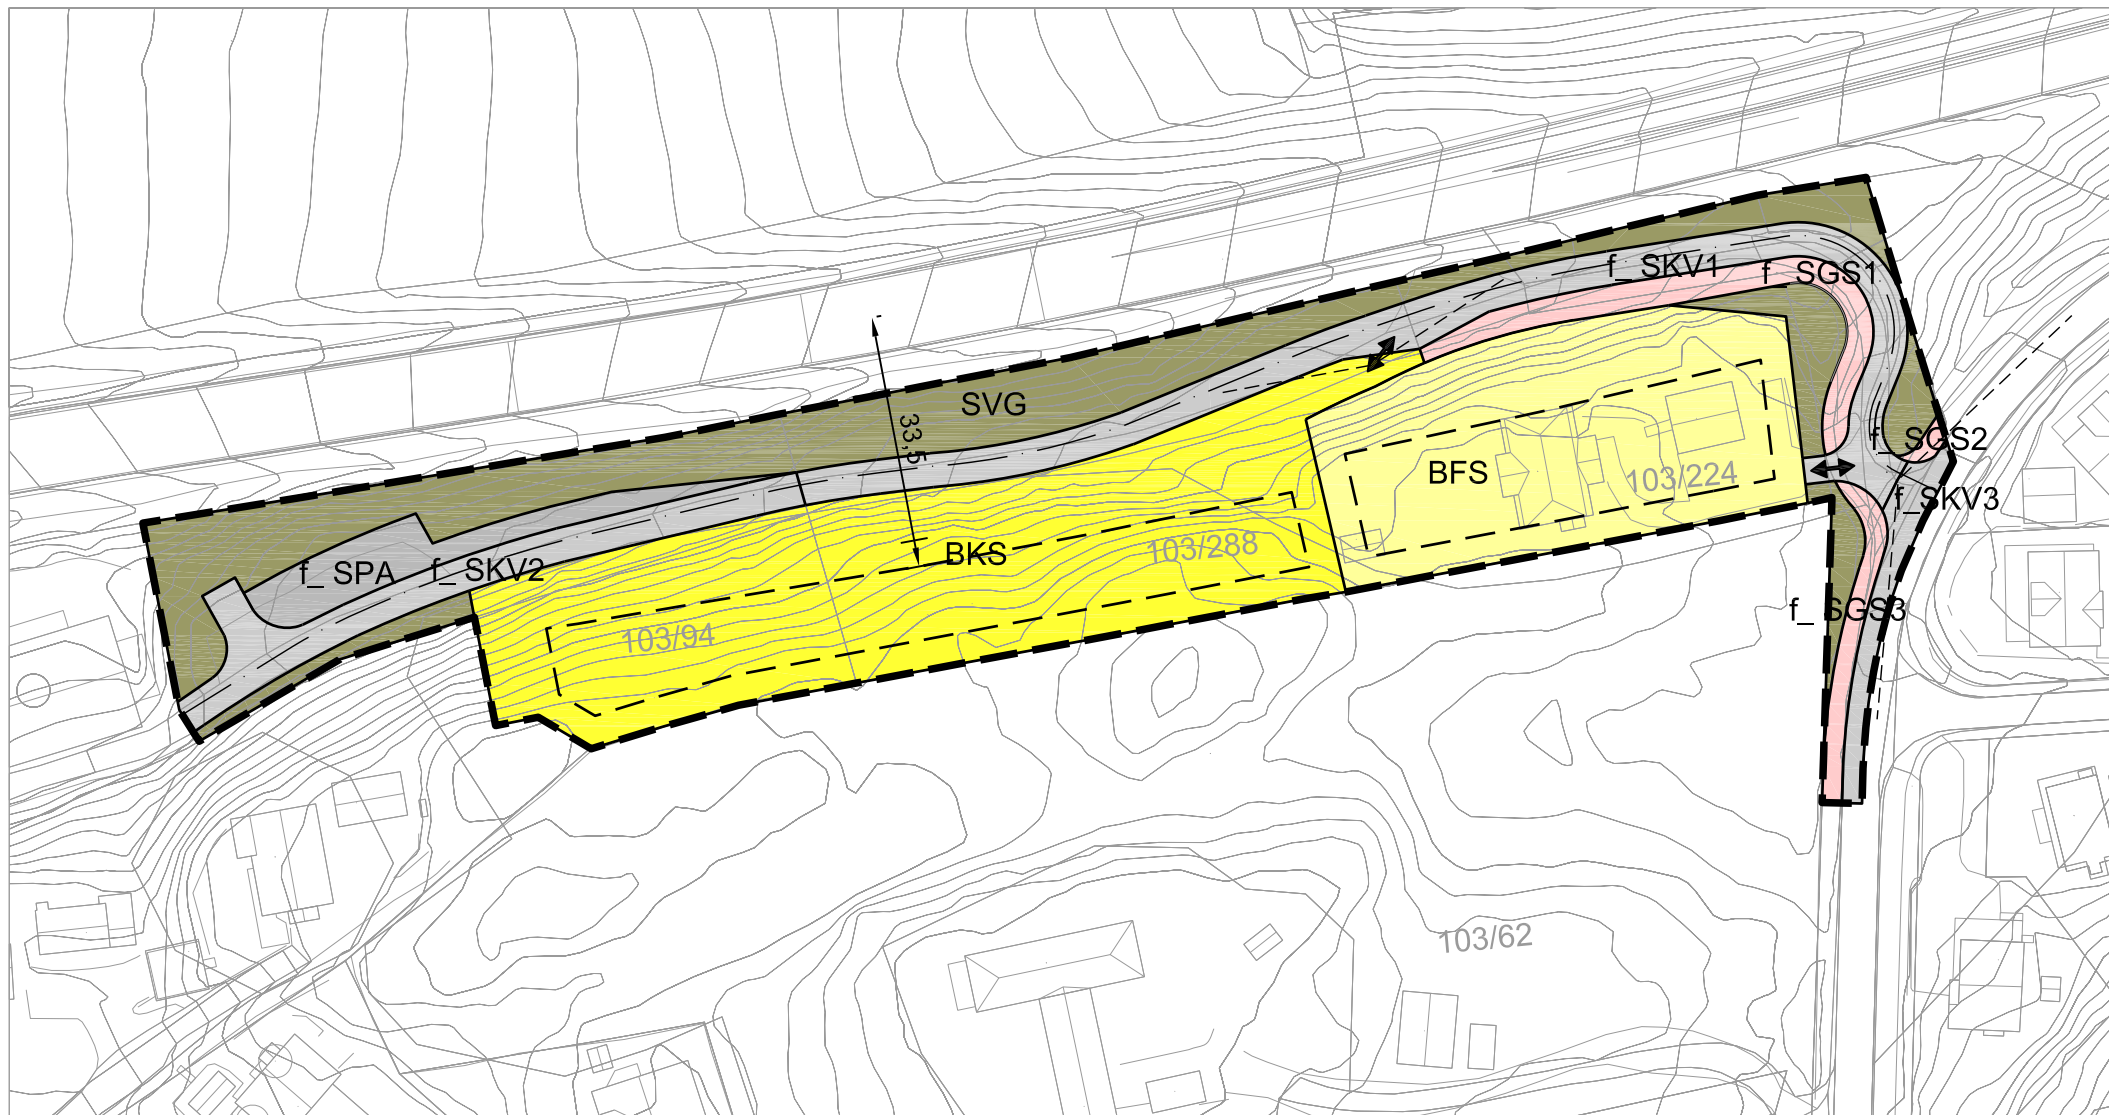 f_ SKV1
f_ SGS1
SVG
33,5
f_ SGS2
BFS
103/224
f_ SKV3
103/288
BKS
f_ SPA
f_ SKV2
f_ SGS3
103/94
103/62